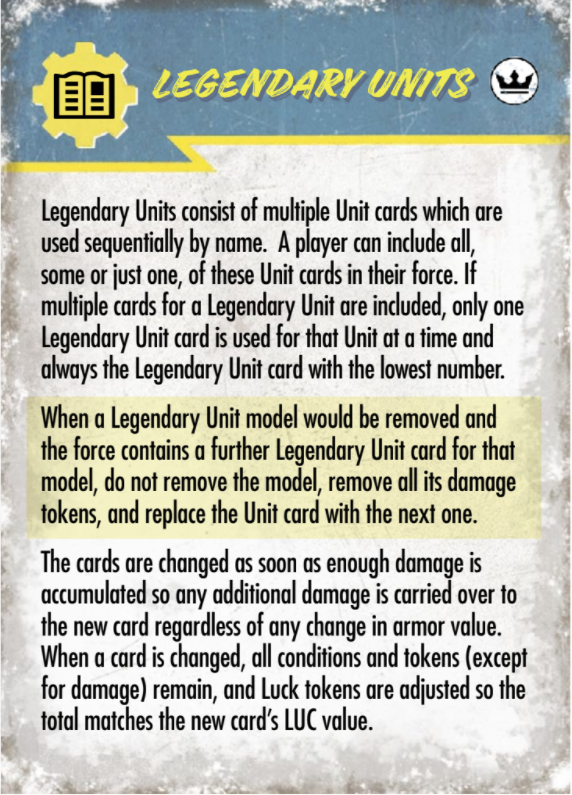 LEGENDARY UNITS
Legendary Units consist of multiple Unit cards which are
used sequentially by name.  A player can include all,
some or just one, of these Unit cards in their force. If
multiple cards for a Legendary Unit are included, only one
Legendary Unit card is used for that Unit at a time and
always the Legendary Unit card with the lowest number.
When a Legendary Unit model would be removed and
the force contains a further Legendary Unit card for that
model, do not remove the model, remove all its damage
tokens, and replace the Unit card with the next one.
The cards are changed as soon as enough damage is
accumulated so any additional damage is carried over to
the new card regardless of any change in armor value.
When a card is changed, all conditions and tokens (except
for damage) remain, and Luck tokens are adjusted so the
total matches the new card's LUC value.